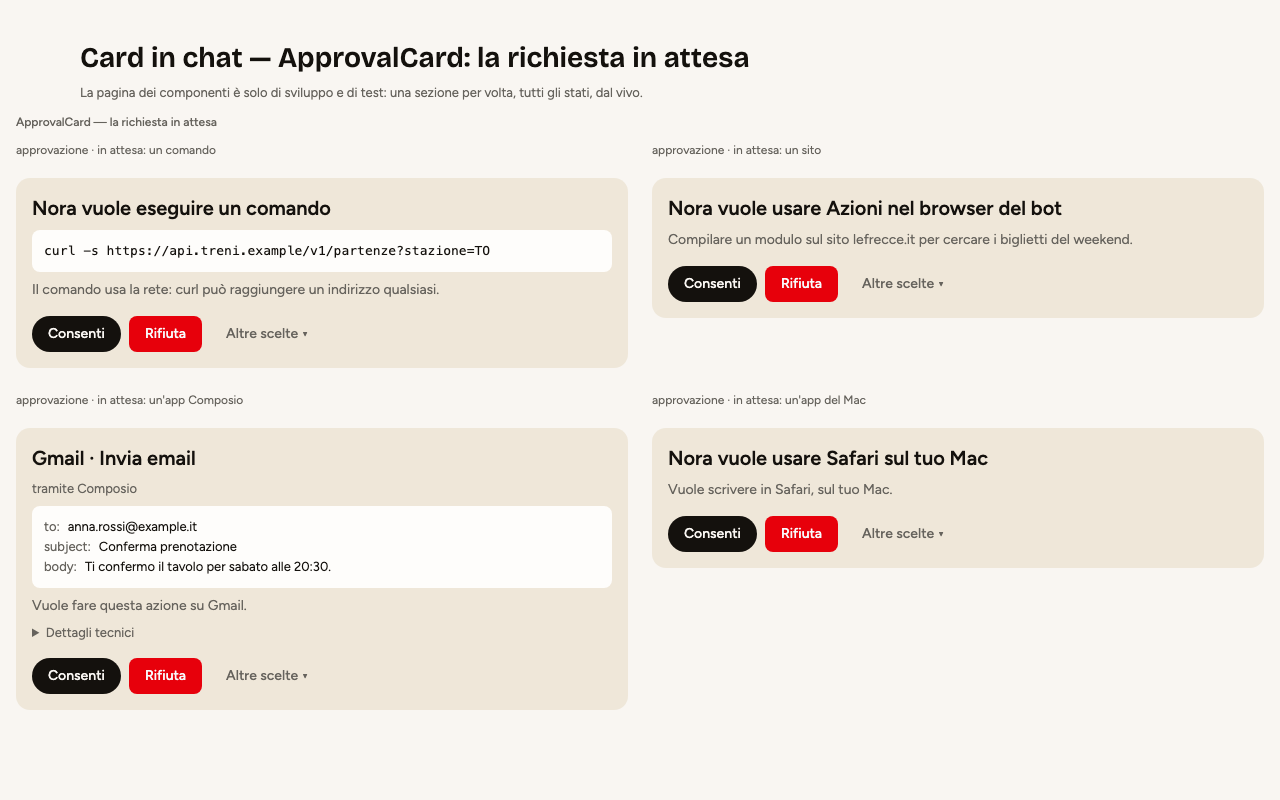 Card in chat — ApprovalCard: la richiesta in attesa
La pagina dei componenti è solo di sviluppo e di test: una sezione per volta, tutti gli stati, dal vivo.
ApprovalCard — la richiesta in attesa
approvazione · in attesa: un comando
Nora vuole eseguire un comando
curl -s https://api.treni.example/v1/partenze?stazione=TO
Il comando usa la rete: curl può raggiungere un indirizzo qualsiasi.
Consenti Rifiuta Altre scelte ▾
approvazione · in attesa: un sito
Nora vuole usare Azioni nel browser del bot
Compilare un modulo sul sito lefrecce.it per cercare i biglietti del weekend.
Consenti Rifiuta Altre scelte ▾
approvazione · in attesa: un'app Composio
Gmail · Invia email
tramite Composio
to: anna.rossi@example.it
subject: Conferma prenotazione
body: Ti confermo il tavolo per sabato alle 20:30.
Vuole fare questa azione su Gmail.
▶ Dettagli tecnici
Consenti Rifiuta Altre scelte ▾
approvazione · in attesa: un'app del Mac
Nora vuole usare Safari sul tuo Mac
Vuole scrivere in Safari, sul tuo Mac.
Consenti Rifiuta Altre scelte ▾